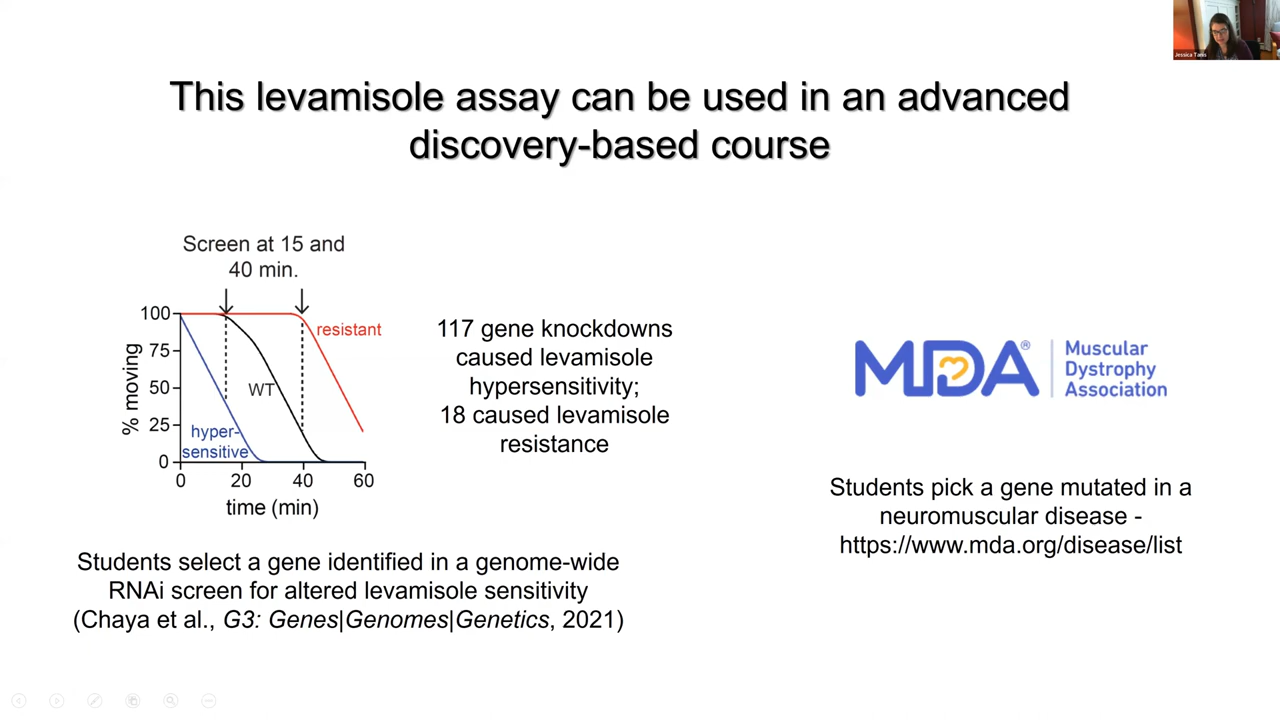 Jessica Tanis
This levamisole assay can be used in an advanced
discovery-based course
Screen at 15 and
40 min.
100
75
50
25
0
% moving
resistant
WT
hyper-
sensitive
0
20
40
60
time (min)
117 gene knockdowns
caused levamisole
hypersensitivity;
18 caused levamisole
resistance
Students select a gene identified in a genome-wide
RNAi screen for altered levamisole sensitivity
(Chaya et al., G3: Genes|Genomes|Genetics, 2021)
MDA®
Muscular
Dystrophy
Association
Students pick a gene mutated in a
neuromuscular disease -
https://www.mda.org/disease/list